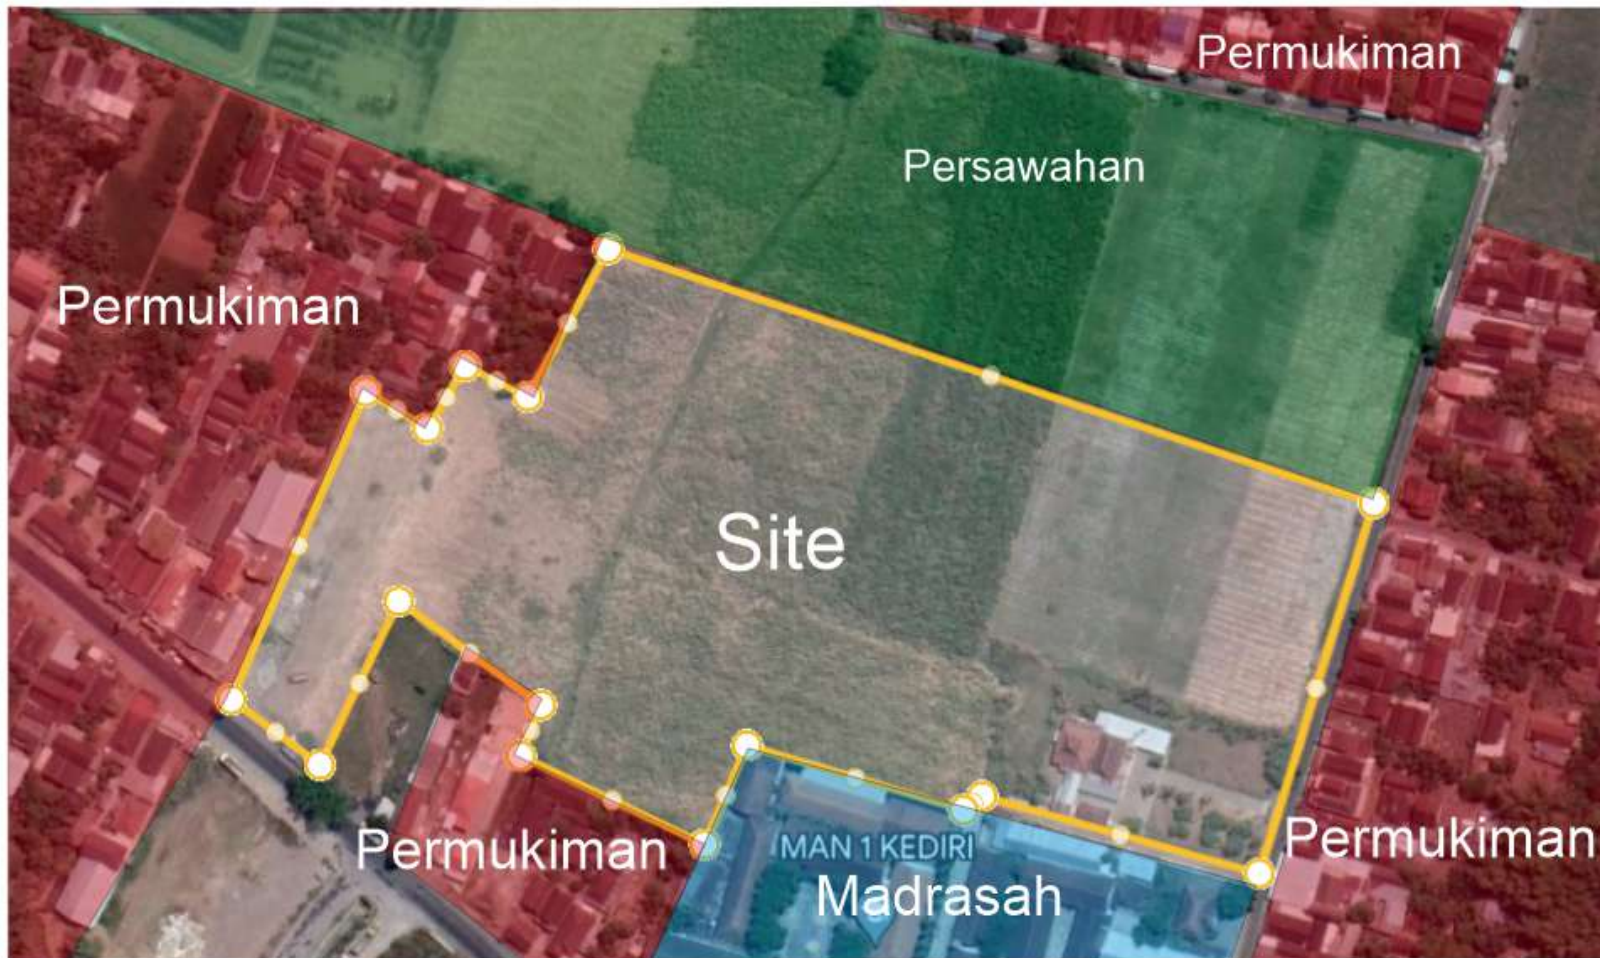 Permukiman
Persawahan
Permukiman
Site
Permukiman
MAN 1 KEDIRI
Permukiman
Madrasah